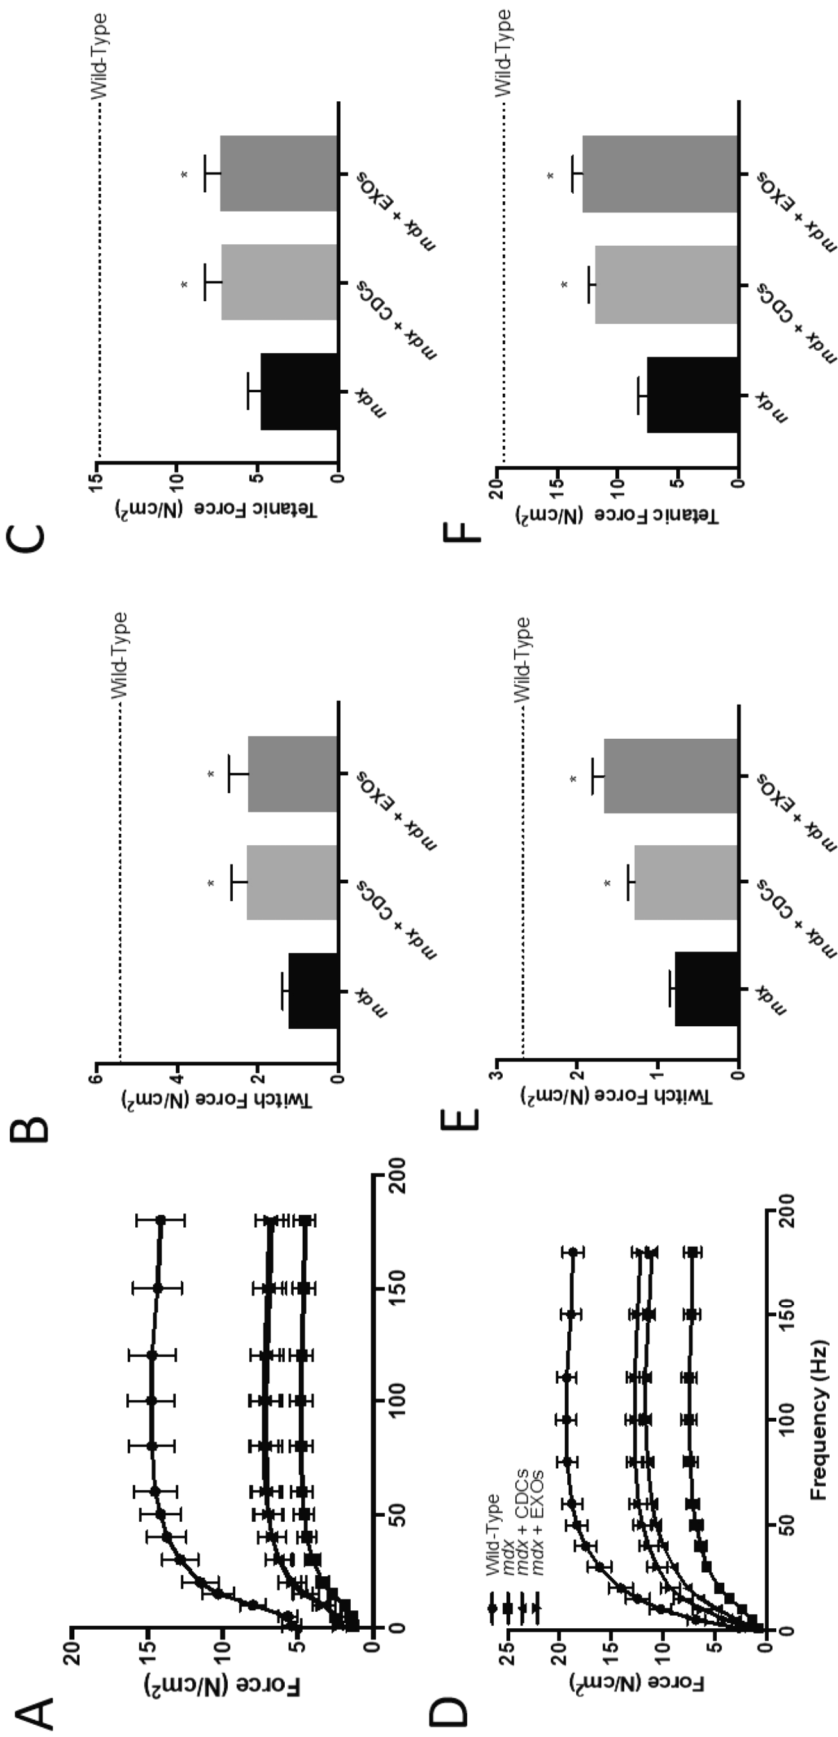 A
Force (N/cm²)
20
15
10
5
0
0
50
100
150
200
B
Twitch Force (N/cm²)
6
4
2
0
Wild-Type
*
*
mdx
mdx + CDCs
mdx + EXOs
C
Tetanic Force (N/cm²)
15
10
5
0
Wild-Type
*
*
mdx
mdx + CDCs
mdx + EXOs
D
Force (N/cm²)
25
20
15
10
5
0
0
50
100
150
200
Frequency (Hz)
Wild-Type
mdx
mdx + CDCs
mdx + EXOs
E
Twitch Force (N/cm²)
3
2
1
0
Wild-Type
*
*
mdx
mdx + CDCs
mdx + EXOs
F
Tetanic Force (N/cm²)
20
15
10
5
0
Wild-Type
*
*
mdx
mdx + CDCs
mdx + EXOs